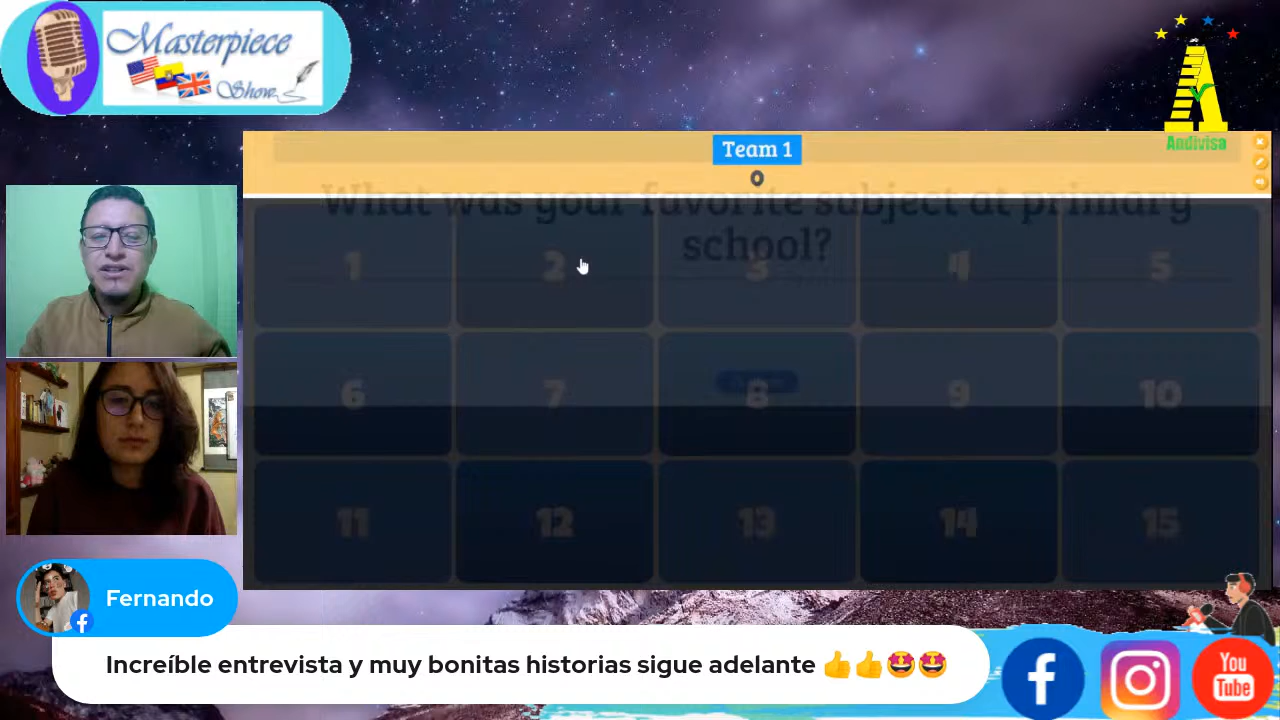 Masterpiece
Show
Andivisa
Team 1
0
What was your favorite subject at primary
school?
1 2 3 4 5
6 7 8 9 10
11 12 13 14 15
Fernando
Increíble entrevista y muy bonitas historias sigue adelante 👍👍🤩🤩
You
Tube